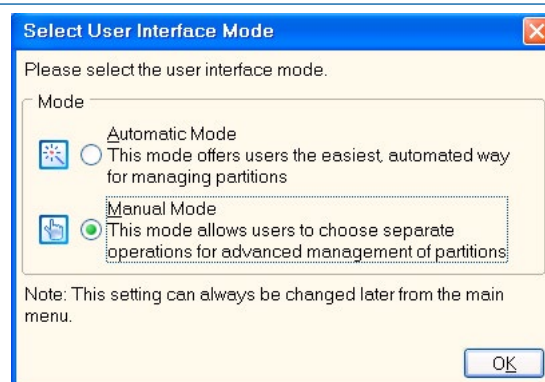 Select User Interface Mode
Please select the user interface mode.
Mode
Automatic Mode
This mode offers users the easiest, automated way
for managing partitions
Manual Mode
This mode allows users to choose separate
operations for advanced management of partitions
Note: This setting can always be changed later from the main
menu.
OK